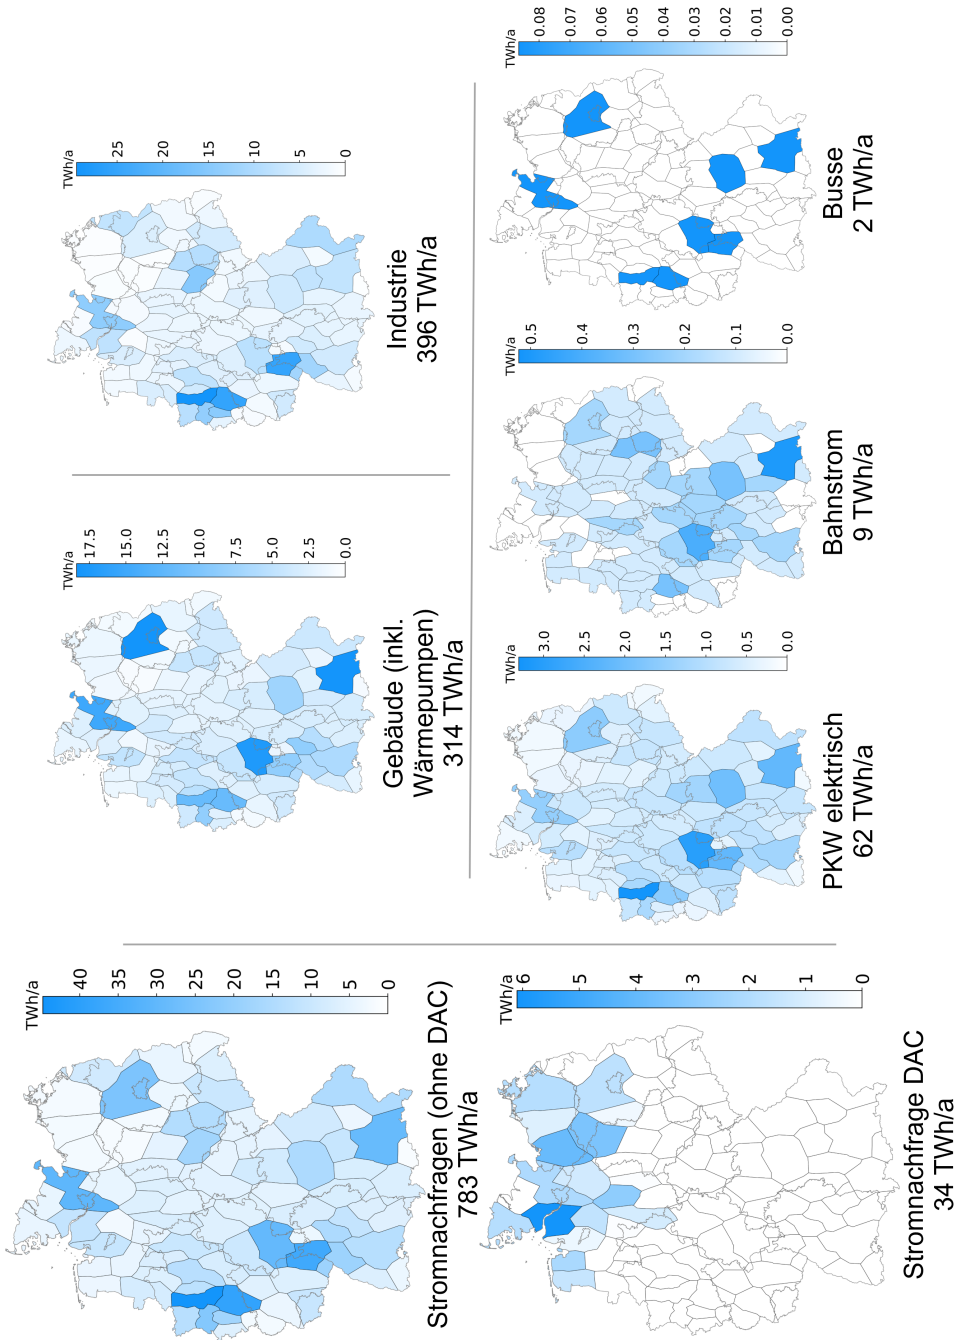 TWh/a
40
35
30
25
20
15
10
5
0
Stromnachfragen (ohne DAC)
783 TWh/a
TWh/a
17.5
15.0
12.5
10.0
7.5
5.0
2.5
0.0
Gebäude (inkl.
Wärmepumpen)
314 TWh/a
TWh/a
25
20
15
10
5
0
Industrie
396 TWh/a
TWh/a
6
5
4
3
2
1
0
Stromnachfrage DAC
34 TWh/a
TWh/a
3.0
2.5
2.0
1.5
1.0
0.5
0.0
PKW elektrisch
62 TWh/a
TWh/a
0.5
0.4
0.3
0.2
0.1
0.0
Bahnstrom
9 TWh/a
TWh/a
0.08
0.07
0.06
0.05
0.04
0.03
0.02
0.01
0.00
Busse
2 TWh/a